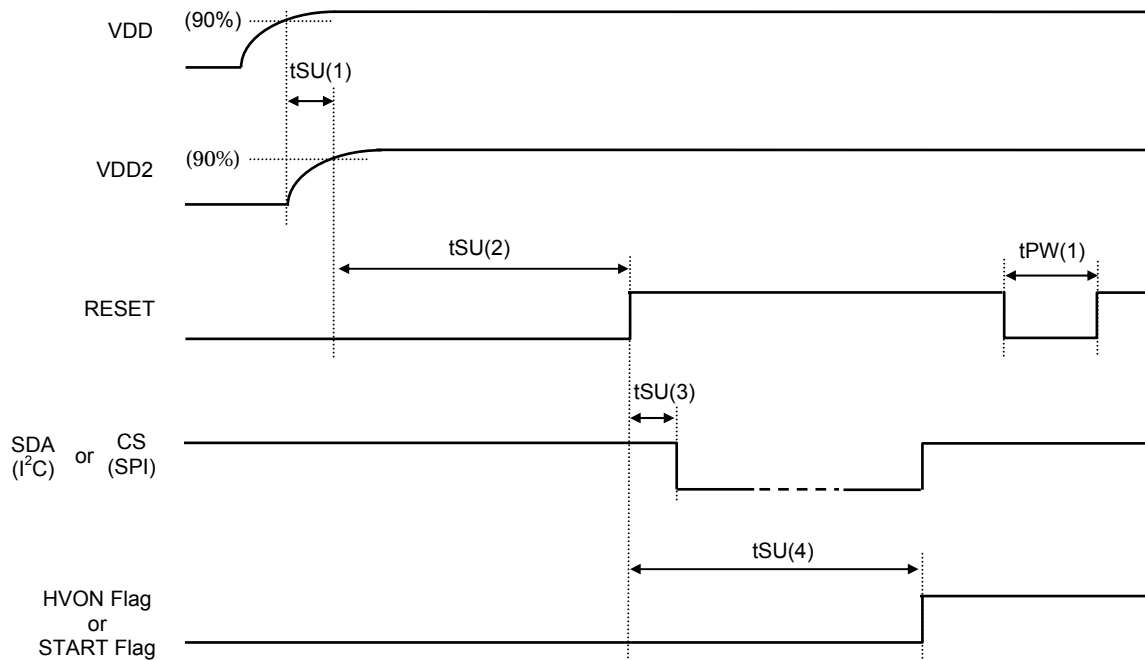 VDD
(90%)
tSU(1)
VDD2
(90%)
tSU(2)
tPW(1)
RESET
tSU(3)
SDA
(I²C)
or
CS
(SPI)
tSU(4)
HVON Flag
or
START Flag